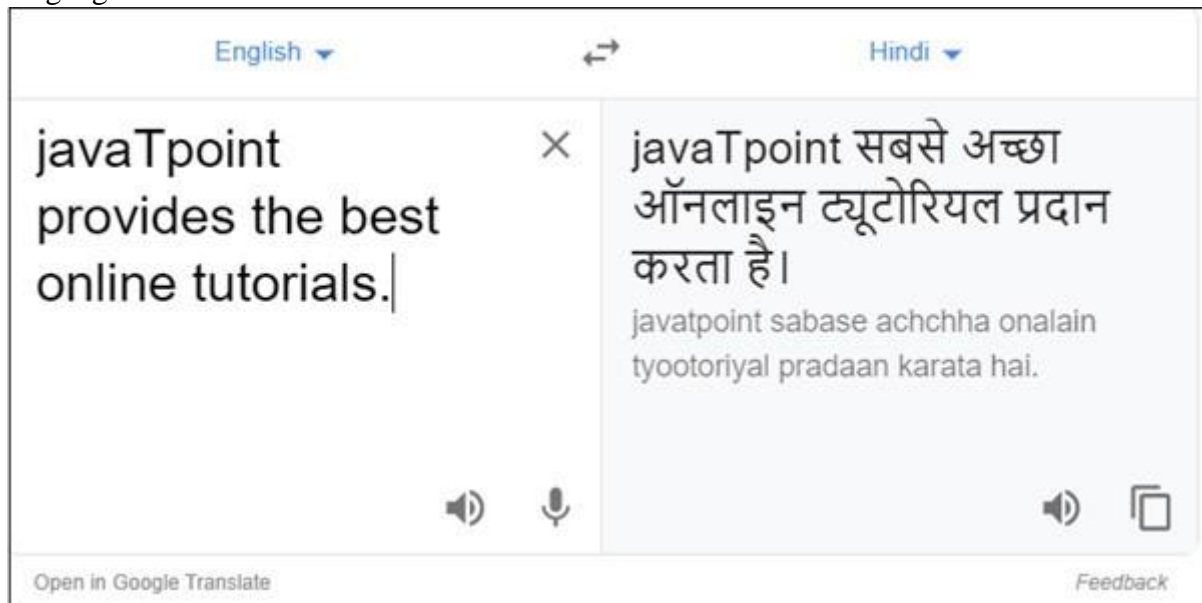 English
Hindi
javaTpoint
provides the best
online tutorials.
javaTpoint सबसे अच्छा
ऑनलाइन ट्यूटोरियल प्रदान
करता है।
javatpoint sabase achchha onalain
tyootoriyal pradaan karata hai.
Open in Google Translate
Feedback